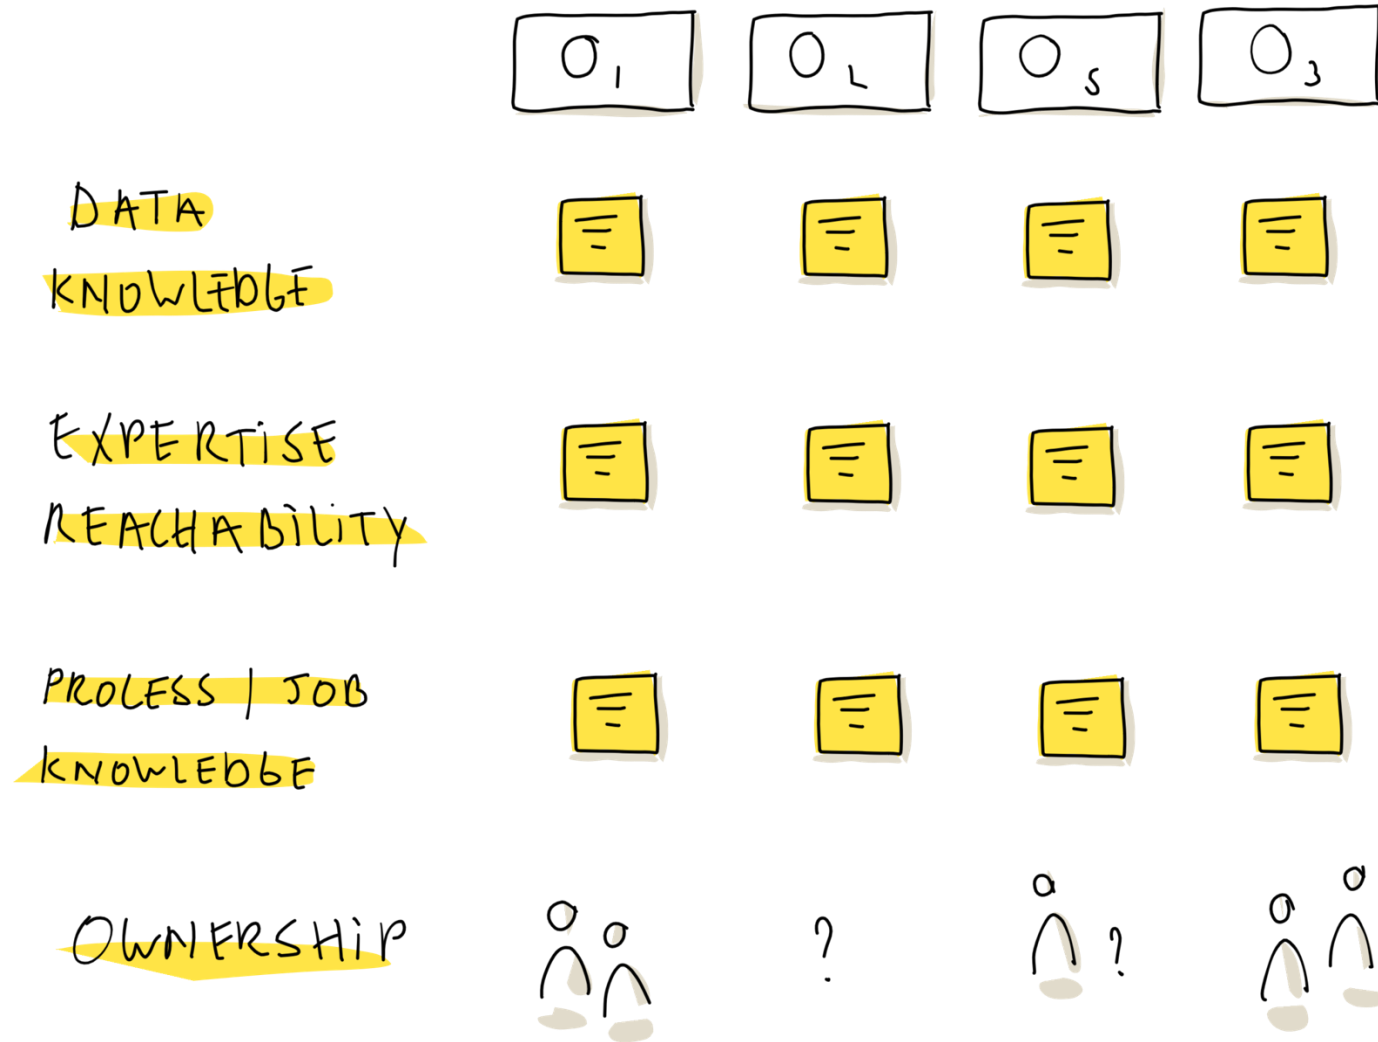 O1 O2 O5 O3
DATA
KNOWLEDGE
EXPERTISE
REACHABILITY
PROCESS / JOB
KNOWLEDGE
OWNERSHIP
? ?